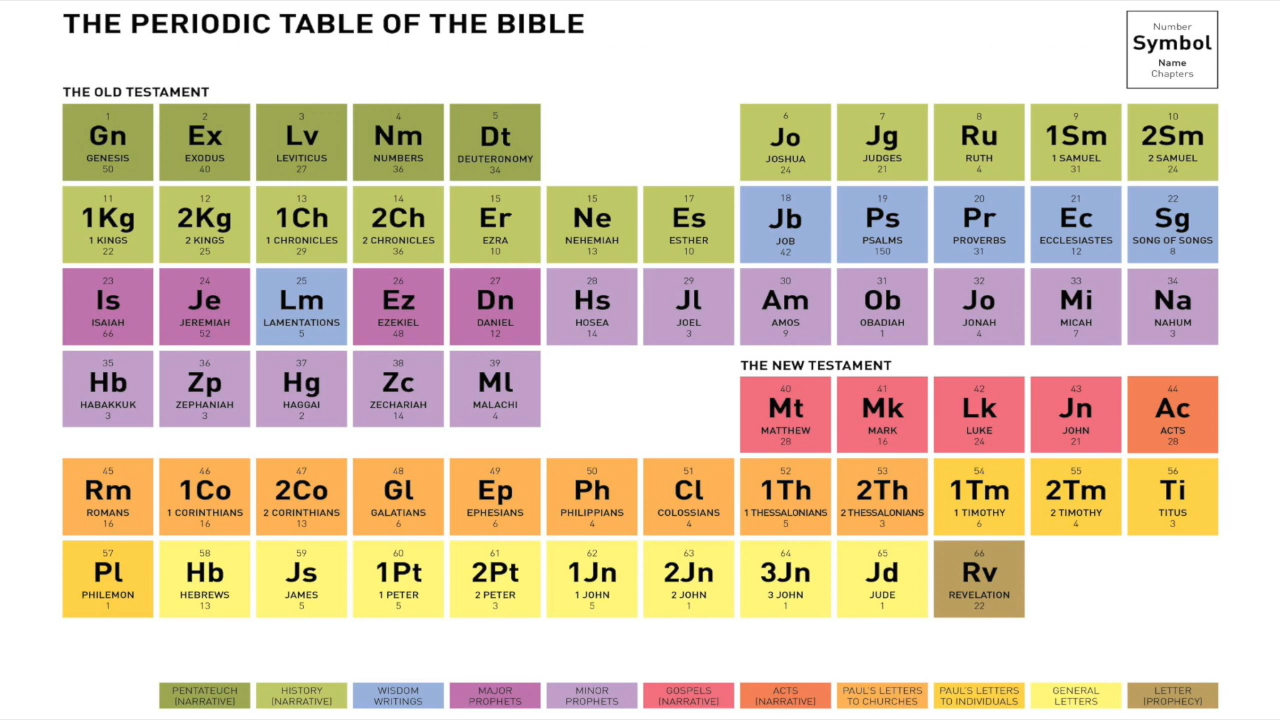 THE PERIODIC TABLE OF THE BIBLE
Number
Symbol
Name
Chapters
THE OLD TESTAMENT
1 2 3 4 5 6 7 8 9 10
Gn Ex Lv Nm Dt Jo Jg Ru 1Sm 2Sm
GENESIS EXODUS LEVITICUS NUMBERS DEUTERONOMY JOSHUA JUDGES RUTH 1 SAMUEL 2 SAMUEL
50 40 27 36 34 24 21 4 31 24
11 12 13 14 15 15 17 18 19 20 21 22
1Kg 2Kg 1Ch 2Ch Er Ne Es Jb Ps Pr Ec Sg
1 KINGS 2 KINGS 1 CHRONICLES 2 CHRONICLES EZRA NEHEMIAH ESTHER JOB PSALMS PROVERBS ECCLESIASTES SONG OF SONGS
22 25 29 36 10 13 10 42 150 31 12 8
23 24 25 26 27 28 29 30 31 32 33 34
Is Je Lm Ez Dn Hs Jl Am Ob Jo Mi Na
ISAIAH JEREMIAH LAMENTATIONS EZEKIEL DANIEL HOSEA JOEL AMOS OBADIAH JONAH MICAH NAHUM
66 52 5 48 12 14 3 9 1 4 7 3
35 36 37 38 39
Hb Zp Hg Zc Ml
HABAKKUK ZEPHANIAH HAGGAI ZECHARIAH MALACHI
3 3 2 14 4
THE NEW TESTAMENT
40 41 42 43 44
Mt Mk Lk Jn Ac
MATTHEW MARK LUKE JOHN ACTS
28 16 24 21 28
45 46 47 48 49 50 51 52 53 54 55 56
Rm 1Co 2Co Gl Ep Ph Cl 1Th 2Th 1Tm 2Tm Ti
ROMANS 1 CORINTHIANS 2 CORINTHIANS GALATIANS EPHESIANS PHILIPPIANS COLOSSIANS 1 THESSALONIANS 2 THESSALONIANS 1 TIMOTHY 2 TIMOTHY TITUS
16 16 13 6 6 4 4 5 3 6 4 3
57 58 59 60 61 62 63 64 65 66
Pl Hb Js 1Pt 2Pt 1Jn 2Jn 3Jn Jd Rv
PHILEMON HEBREWS JAMES 1 PETER 2 PETER 1 JOHN 2 JOHN 3 JOHN JUDE REVELATION
1 13 5 5 3 5 1 1 1 22
PENTATEUCH HISTORY WISDOM MAJOR MINOR GOSPELS ACTS PAUL'S LETTERS PAUL'S LETTERS GENERAL LETTER
(NARRATIVE) (NARRATIVE) WRITINGS PROPHETS PROPHETS (NARRATIVE) (NARRATIVE) TO CHURCHES TO INDIVIDUALS LETTERS (PROPHECY)